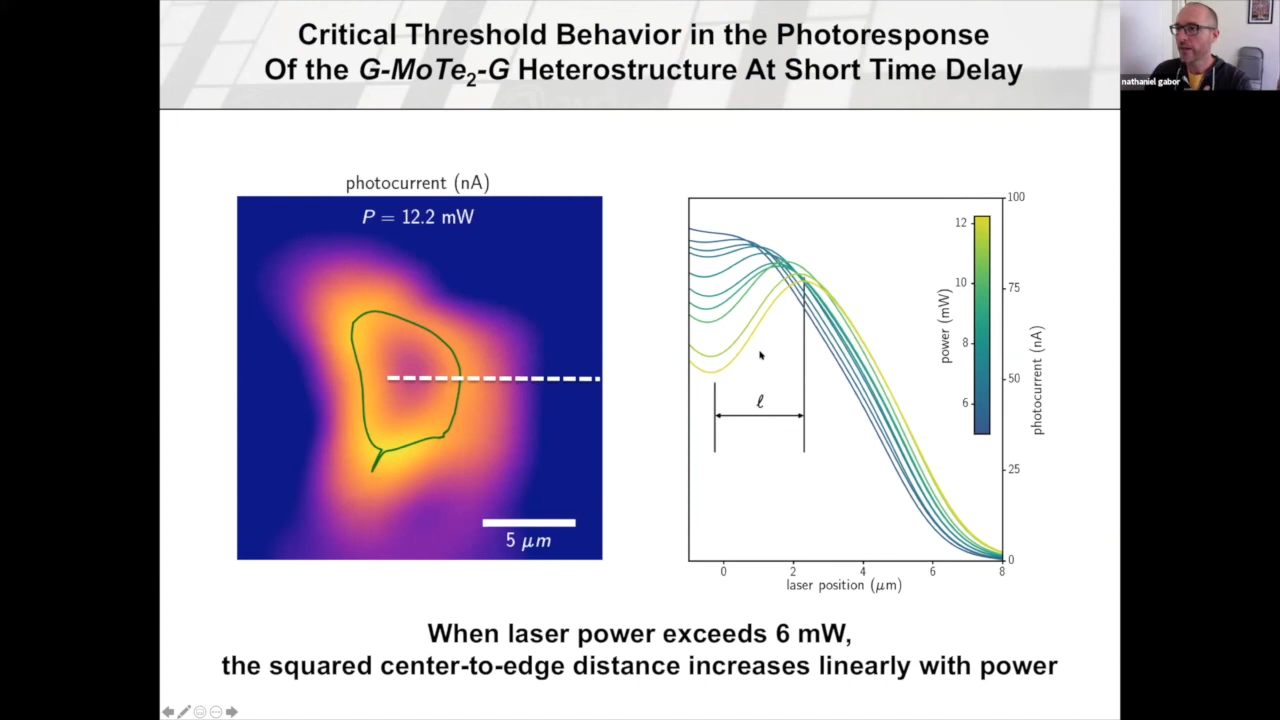 Critical Threshold Behavior in the Photoresponse
Of the G-MoTe₂-G Heterostructure At Short Time Delay
nathaniel gabor
photocurrent (nA)
P = 12.2 mW
5 μm
ℓ
power (mW)
12
10
8
6
100
75
50
25
0
photocurrent (nA)
0 2 4 6 8
laser position (μm)
When laser power exceeds 6 mW,
the squared center-to-edge distance increases linearly with power